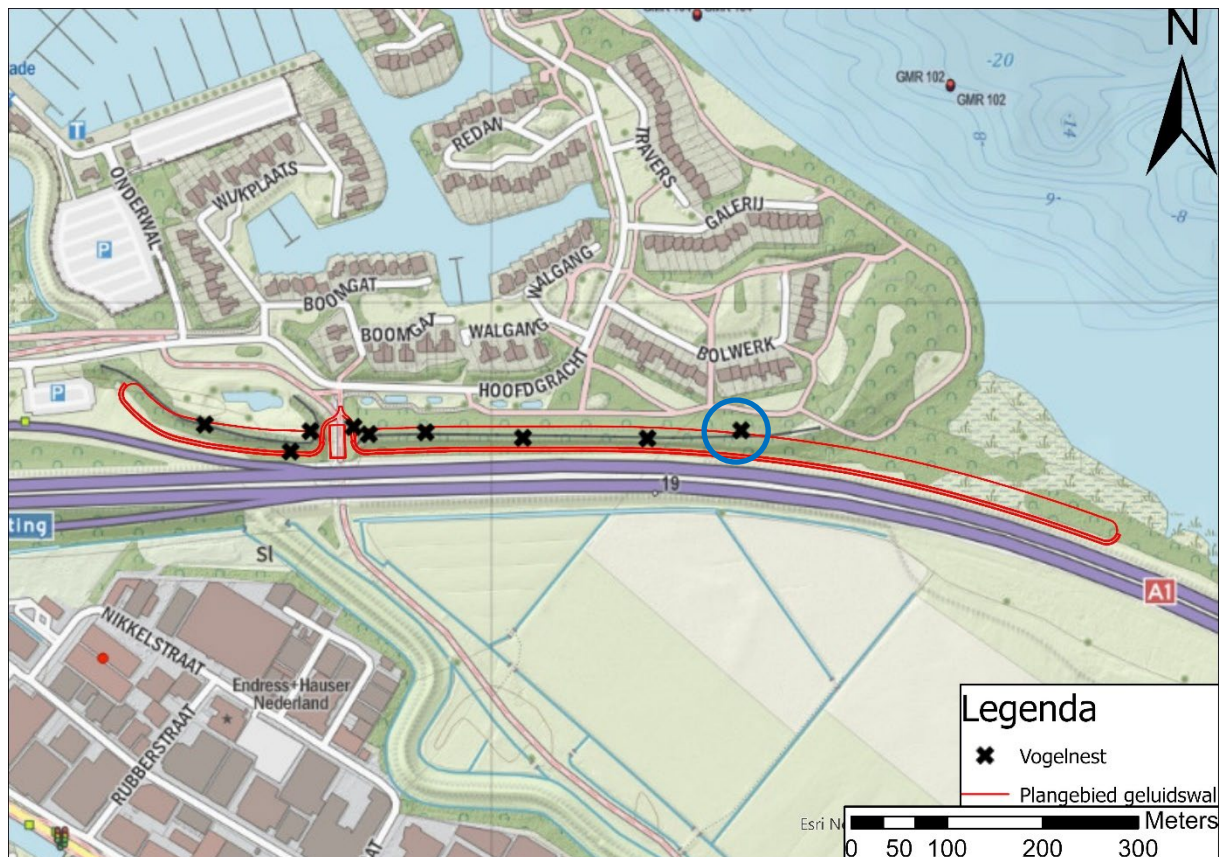 N
ade
GMR 102
GMR 102
-20
-14
-8
9-
-8
T
REDAN
TRAVERS
ONDERWAL
WIJKPLAATS
GALERIJ
P
WALGANG
BOOMGAT
BOOMGAT
WALGANG
BOLWERK
HOOFDGRACHT
P
19
ting
SI
A1
NIKKELSTRAAT
Endress+Hauser
Nederland
RUBBERSTRAAT
AT
Legenda
Vogelnest
Plangebied geluidswal
Esri N
Meters
0 50 100 200 300